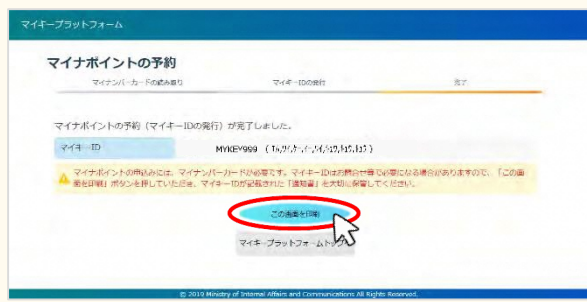 マイキープラットフォーム
マイナポイントの予約
マイナンバーカードの読み取り マイキーIDの発行 完了
マイナポイントの予約（マイキーIDの発行）が完了しました。
マイキーID MYKEY999
マイナポイントの申込みには、マイナンバーカードが必要です。マイキーIDはお問合せ等で必要になる場合がありますので、「この画
面を印刷」ボタンを押していただき、マイキーIDが記載された「通知書」を大切に保管してください。
この画面を印刷
マイキープラットフォームトップへ
© 2019 Ministry of Internal Affairs and Communications All Rights Reserved.